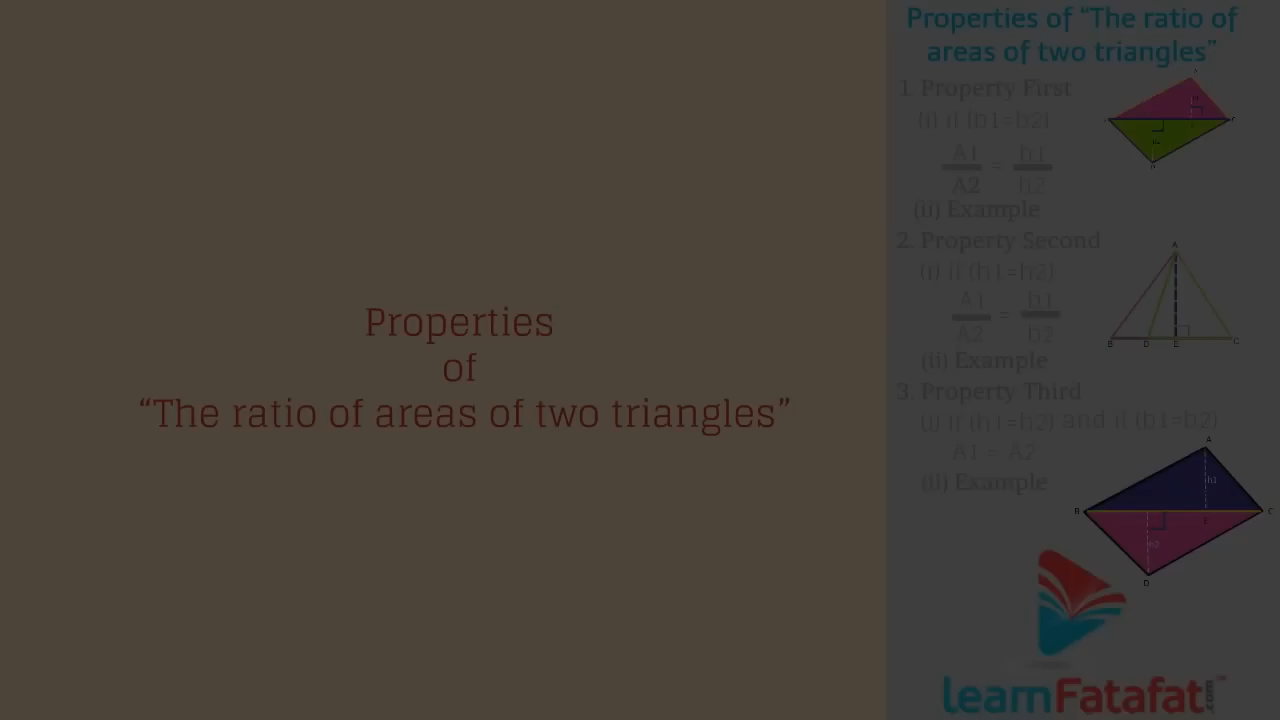 Properties
of
“The ratio of areas of two triangles”
Properties of “The ratio of
areas of two triangles”
1. Property First
(i) if (b1=b2)
A1
A2
=
h1
h2
(ii) Example
2. Property Second
(i) if (h1=h2)
A1
A2
=
b1
b2
(ii) Example
A
B
D
E
C
3. Property Third
(i) if (h1=h2) and if (b1=b2)
A1 = A2
(ii) Example
A
h1
B
C
h2
D
learnFatafat.com™